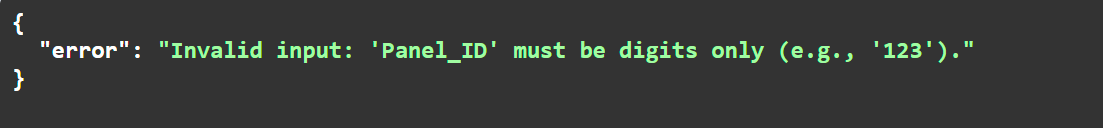 {
"error": "Invalid input: 'Panel_ID' must be digits only (e.g., '123')."
}